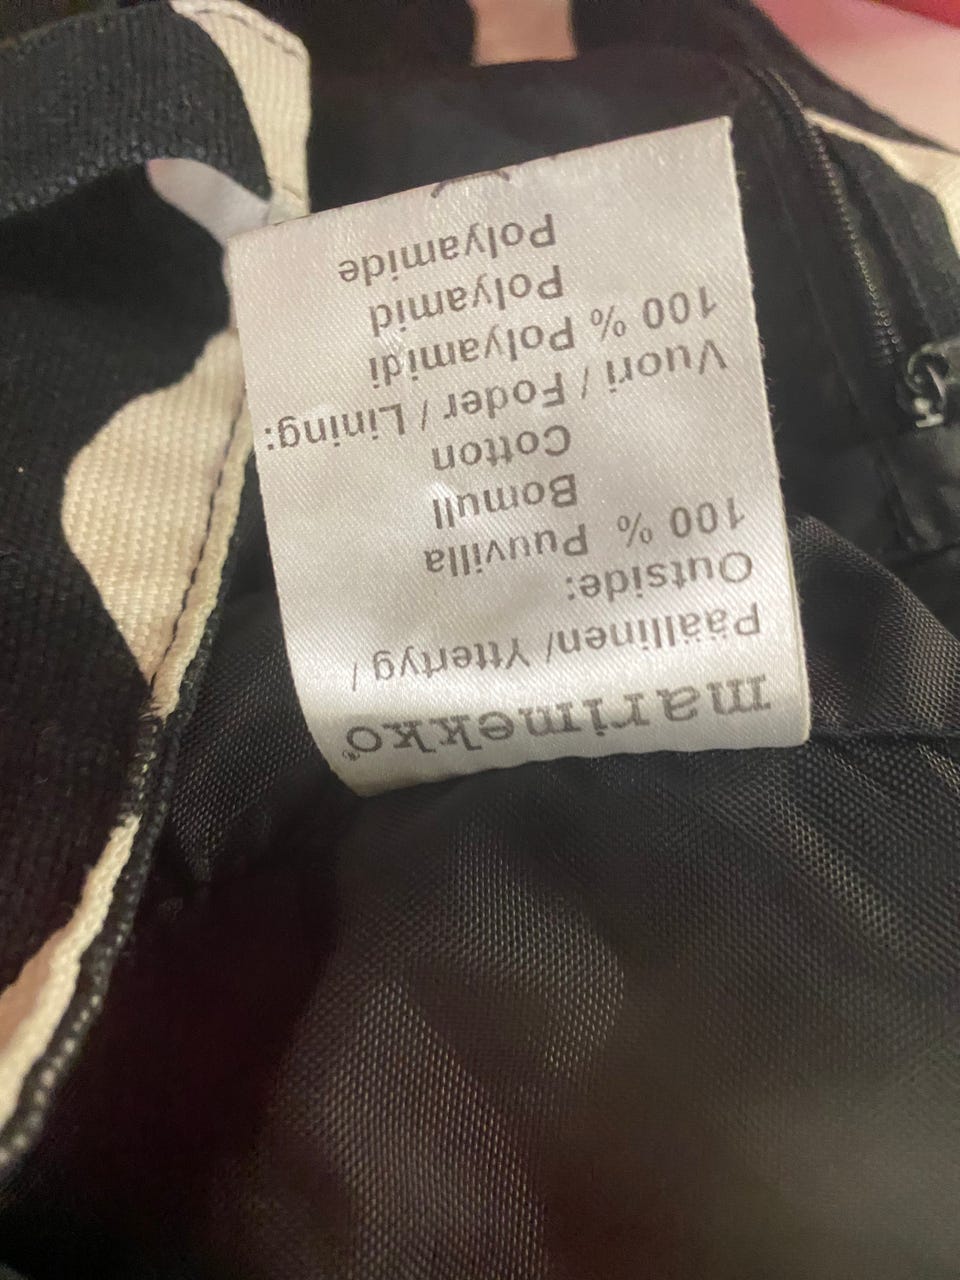 marimekko®
Päällinen/ Yttertyg /
Outside:
100 % Puuvilla
Bomull
Cotton
Vuori / Foder / Lining:
100 % Polyamidi
Polyamid
Polyamide